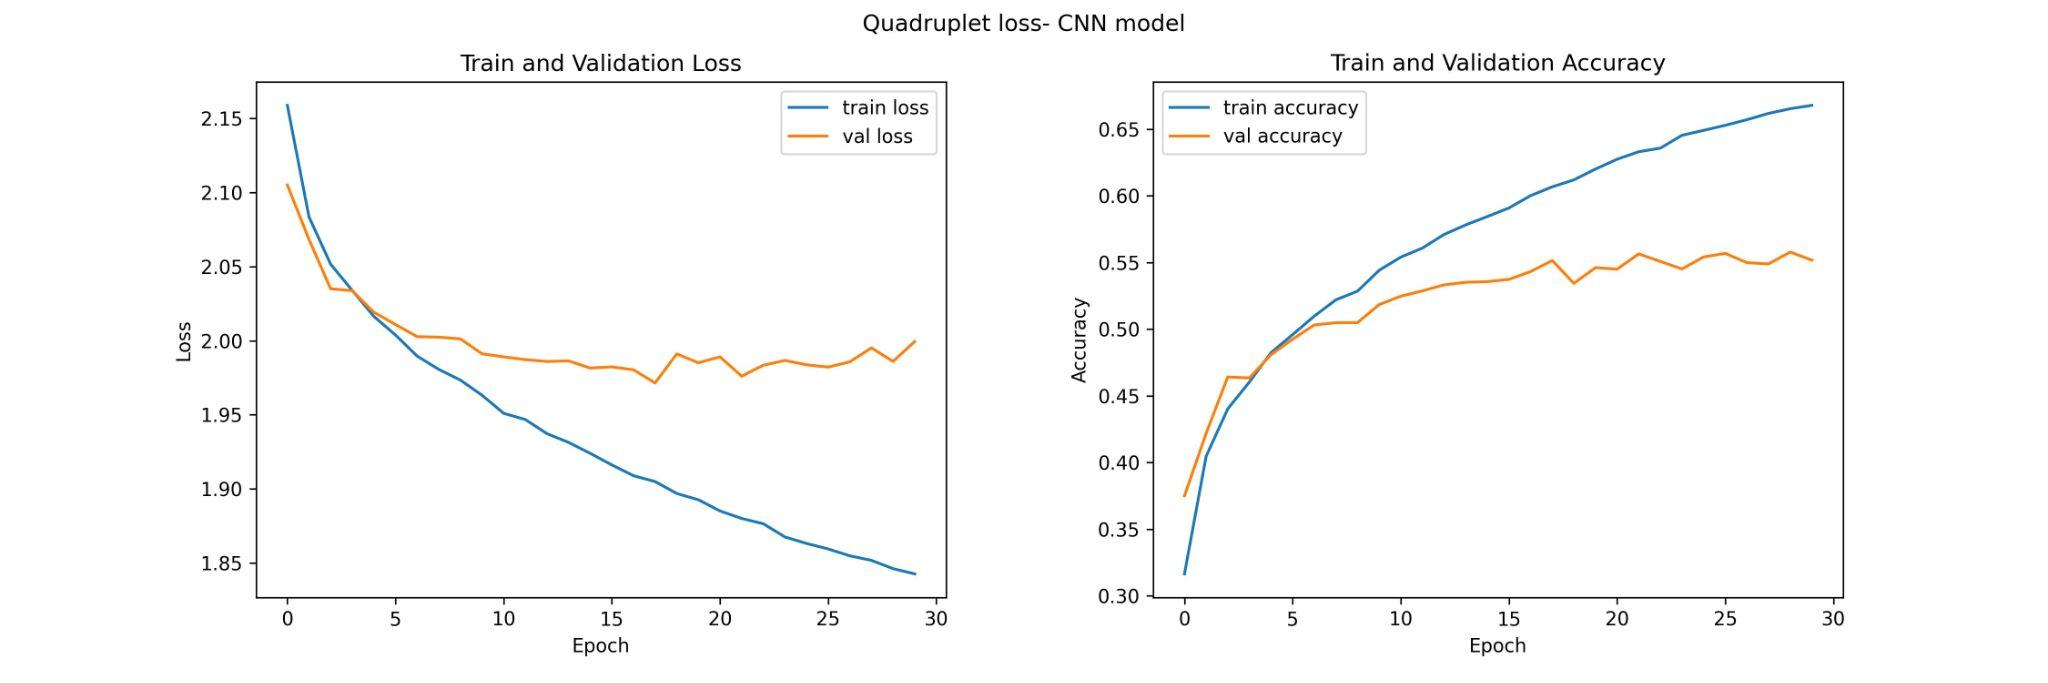 Quadruplet loss- CNN model
Train and Validation Loss
train loss
val loss
2.15
2.10
2.05
2.00
1.95
1.90
1.85
Loss
0 5 10 15 20 25 30
Epoch
Train and Validation Accuracy
train accuracy
val accuracy
0.65
0.60
0.55
0.50
0.45
0.40
0.35
0.30
Accuracy
0 5 10 15 20 25 30
Epoch